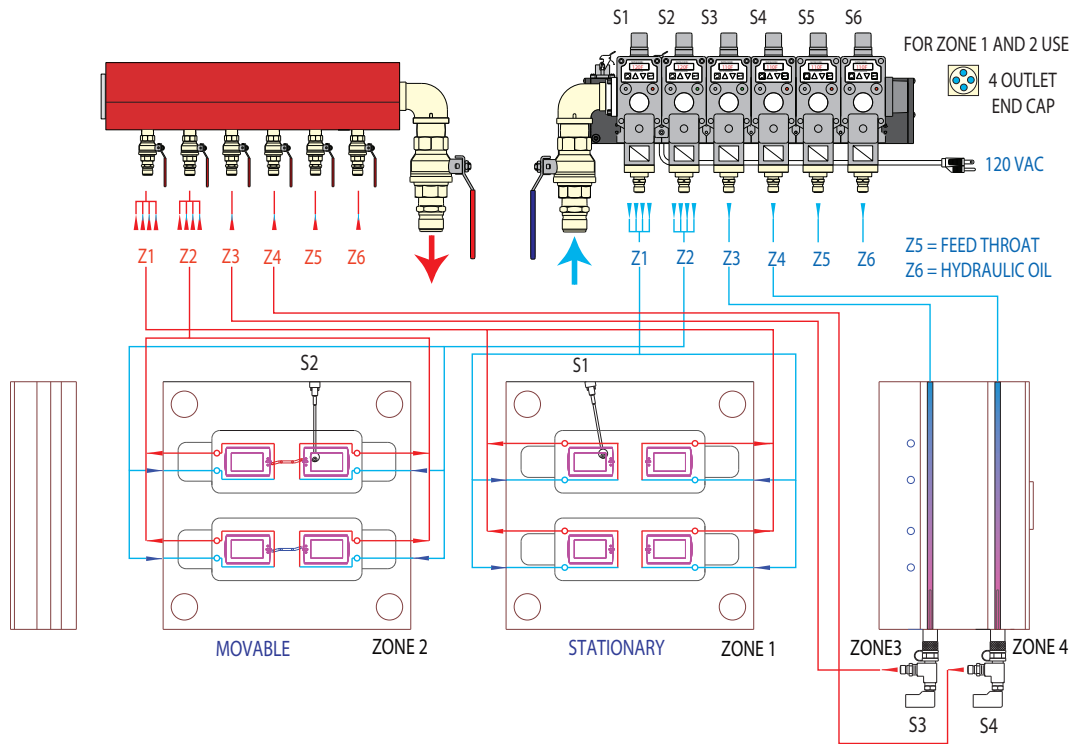 S1 S2 S3 S4 S5 S6
FOR ZONE 1 AND 2 USE
4 OUTLET
END CAP
120 VAC
Z1 Z2 Z3 Z4 Z5 Z6
Z1 Z2 Z3 Z4 Z5 Z6
Z5 = FEED THROAT
Z6 = HYDRAULIC OIL
S2
S1
MOVABLE
ZONE 2
STATIONARY
ZONE 1
ZONE3
ZONE 4
S3
S4